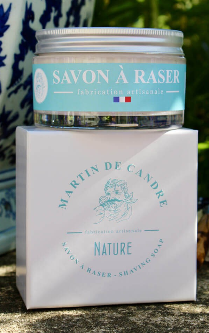 SAVON À RASER
fabrication artisanale
MARTIN DE CANDRE
NATURE
SAVON A RASER - SHAVING SOAP